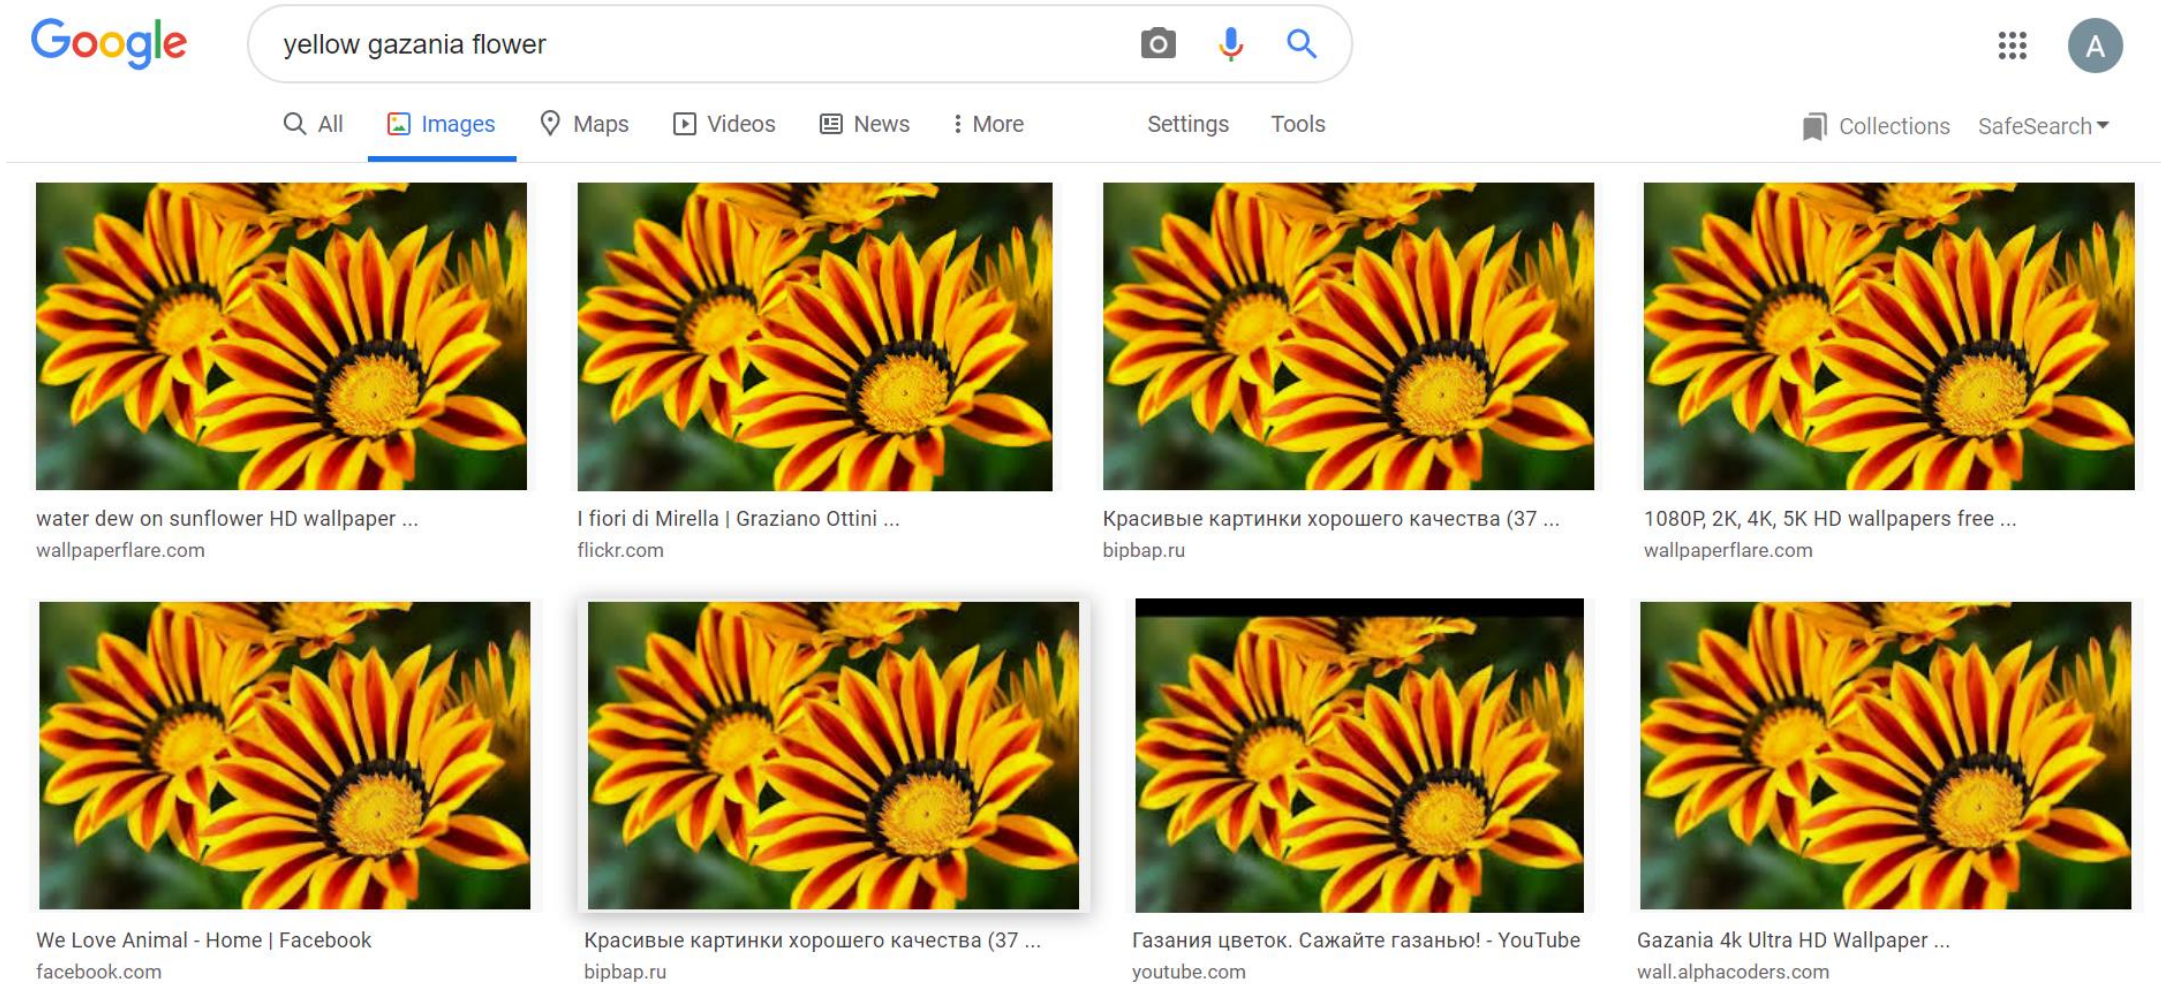 Google
yellow gazania flower
A
All Images Maps Videos News More Settings Tools Collections SafeSearch
water dew on sunflower HD wallpaper ...
wallpaperflare.com
I fiori di Mirella | Graziano Ottini ...
flickr.com
Красивые картинки хорошего качества (37 ...
bipbap.ru
1080P, 2K, 4K, 5K HD wallpapers free ...
wallpaperflare.com
We Love Animal - Home | Facebook
facebook.com
Красивые картинки хорошего качества (37 ...
bipbap.ru
Газания цветок. Сажайте газанью! - YouTube
youtube.com
Gazania 4k Ultra HD Wallpaper ...
wall.alphacoders.com